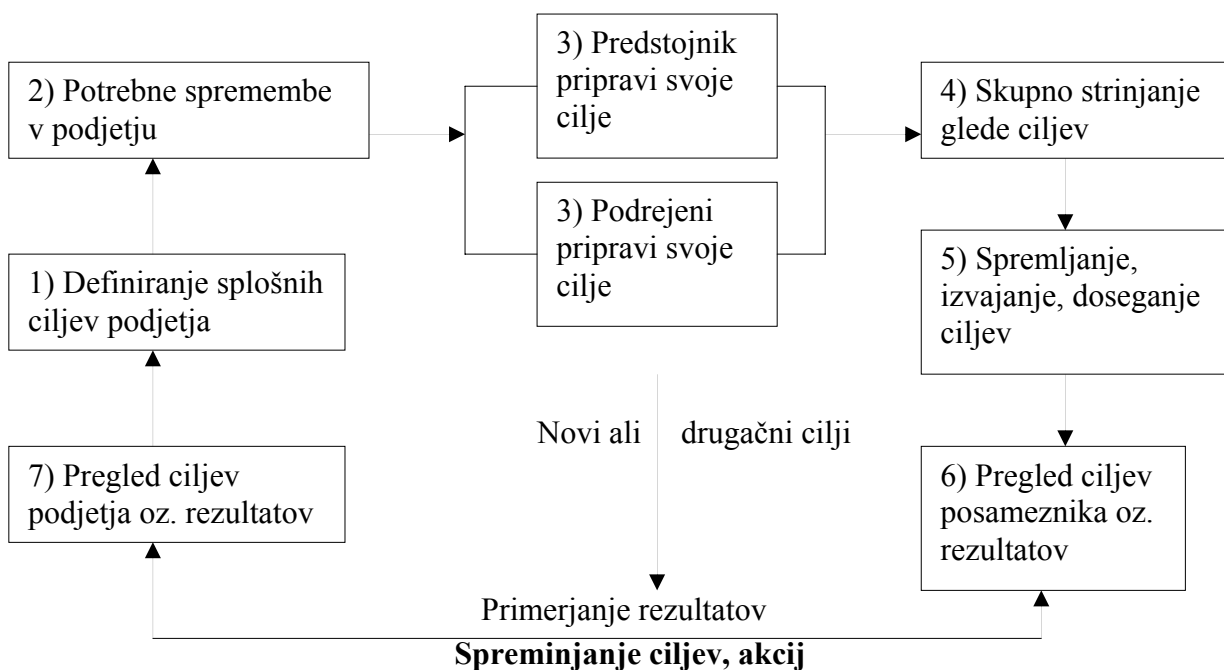 2) Potrebne spremembe
v podjetju
3) Predstojnik
pripravi svoje
cilje
4) Skupno strinjanje
glede ciljev
3) Podrejeni
pripravi svoje
cilje
1) Definiranje splošnih
ciljev podjetja
5) Spremljanje,
izvajanje, doseganje
ciljev
Novi ali drugačni cilji
7) Pregled ciljev
podjetja oz. rezultatov
6) Pregled ciljev
posameznika oz.
rezultatov
Primerjanje rezultatov
Spreminjanje ciljev, akcij